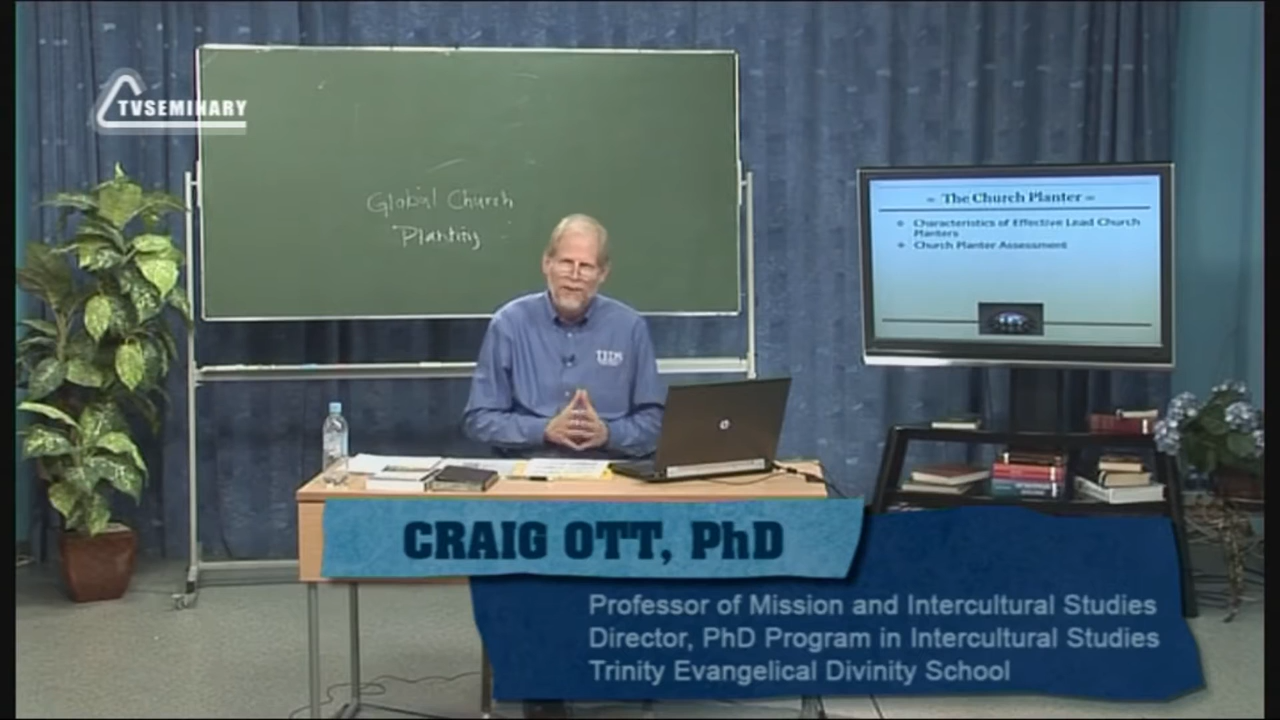 TVSEMINARY
Global Church
Planting
The Church Planter
Characteristics of Effective Lead Church
Planters
Church Planter Assessment
TEDS
CRAIG OTT, PhD
Professor of Mission and Intercultural Studies
Director, PhD Program in Intercultural Studies
Trinity Evangelical Divinity School